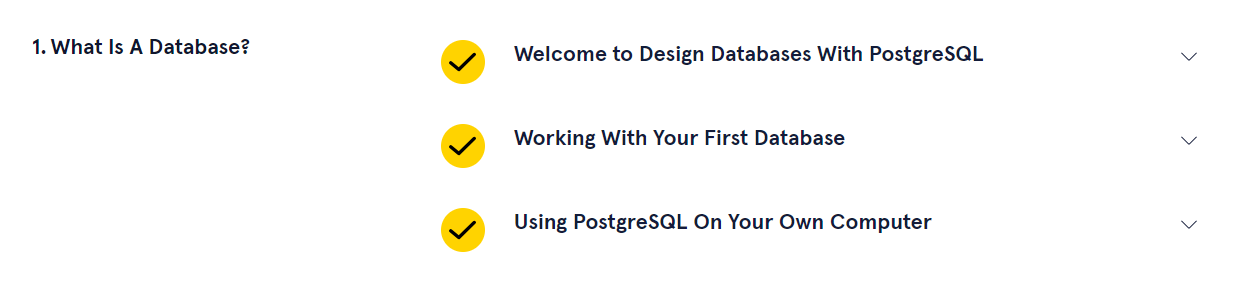 1. What Is A Database?
Welcome to Design Databases With PostgreSQL
Working With Your First Database
Using PostgreSQL On Your Own Computer